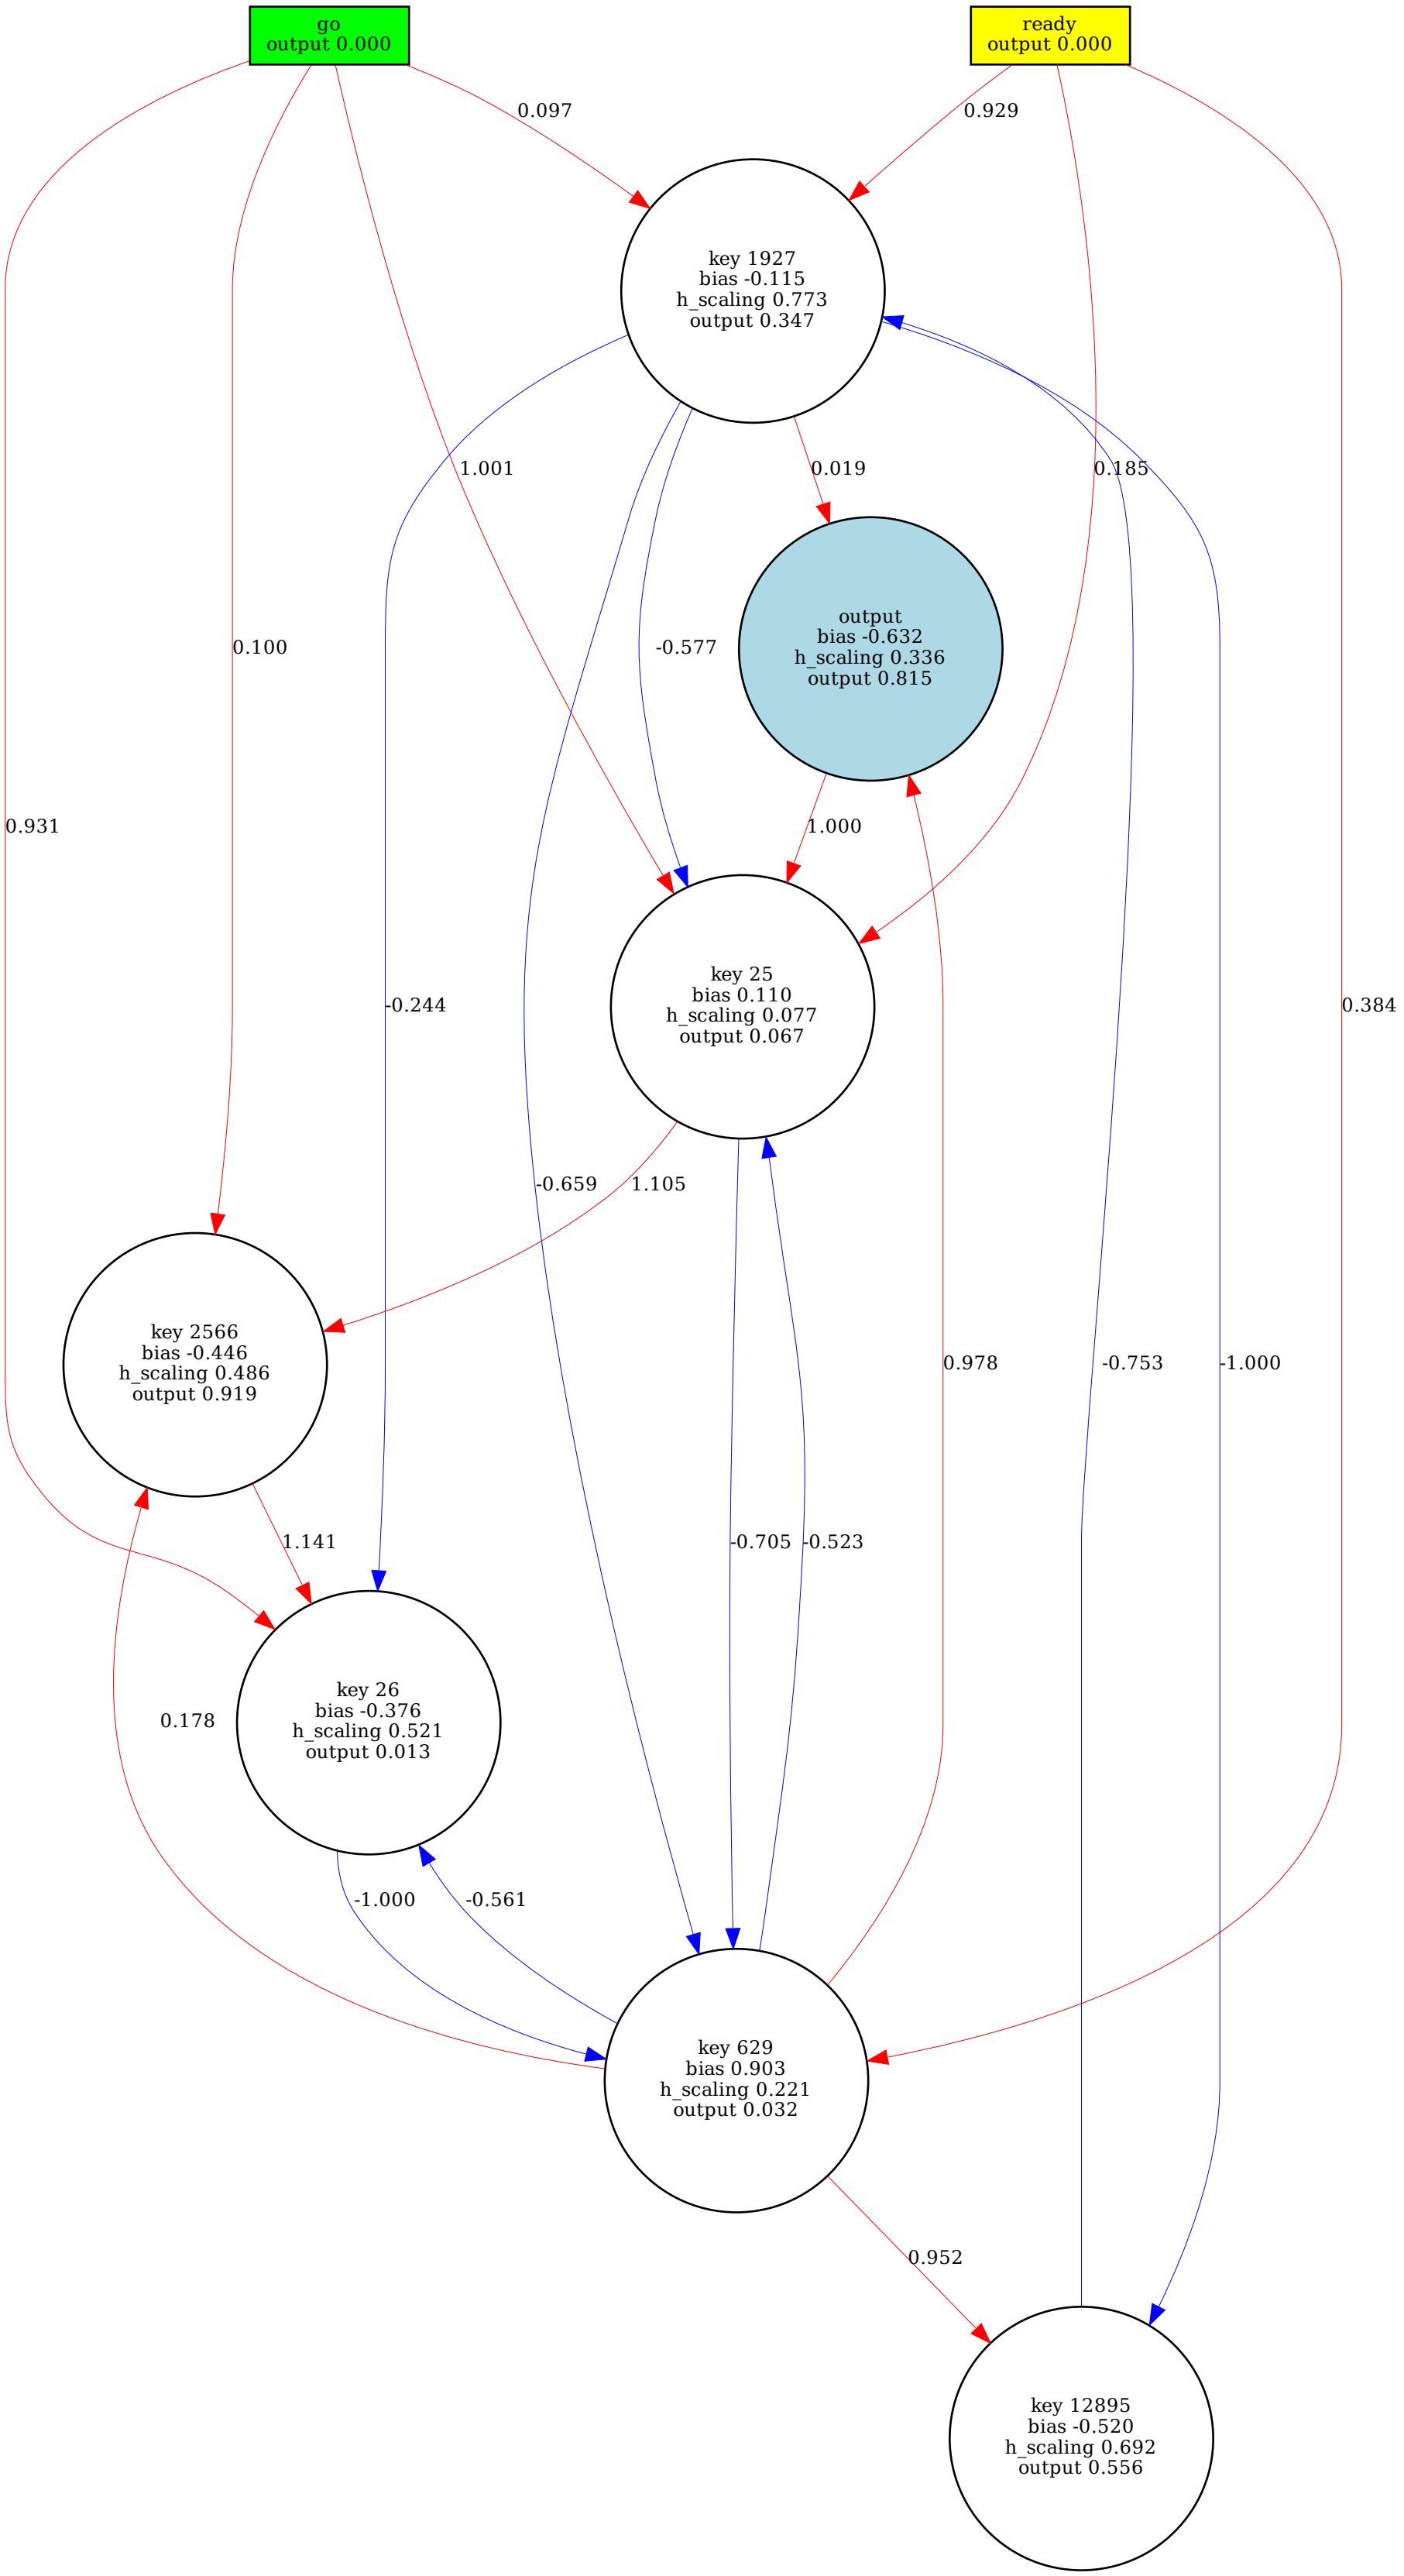 go
output 0.000
ready
output 0.000
0.097
0.929
key 1927
bias -0.115
h_scaling 0.773
output 0.347
1.001
0.019
0.185
0.100
-0.577
output
bias -0.632
h_scaling 0.336
output 0.815
0.931
1.000
-0.244
key 25
bias 0.110
h_scaling 0.077
output 0.067
0.384
-0.659
1.105
key 2566
bias -0.446
h_scaling 0.486
output 0.919
0.978
-0.753
-1.000
1.141
-0.705
-0.523
0.178
key 26
bias -0.376
h_scaling 0.521
output 0.013
-1.000
-0.561
key 629
bias 0.903
h_scaling 0.221
output 0.032
0.952
key 12895
bias -0.520
h_scaling 0.692
output 0.556